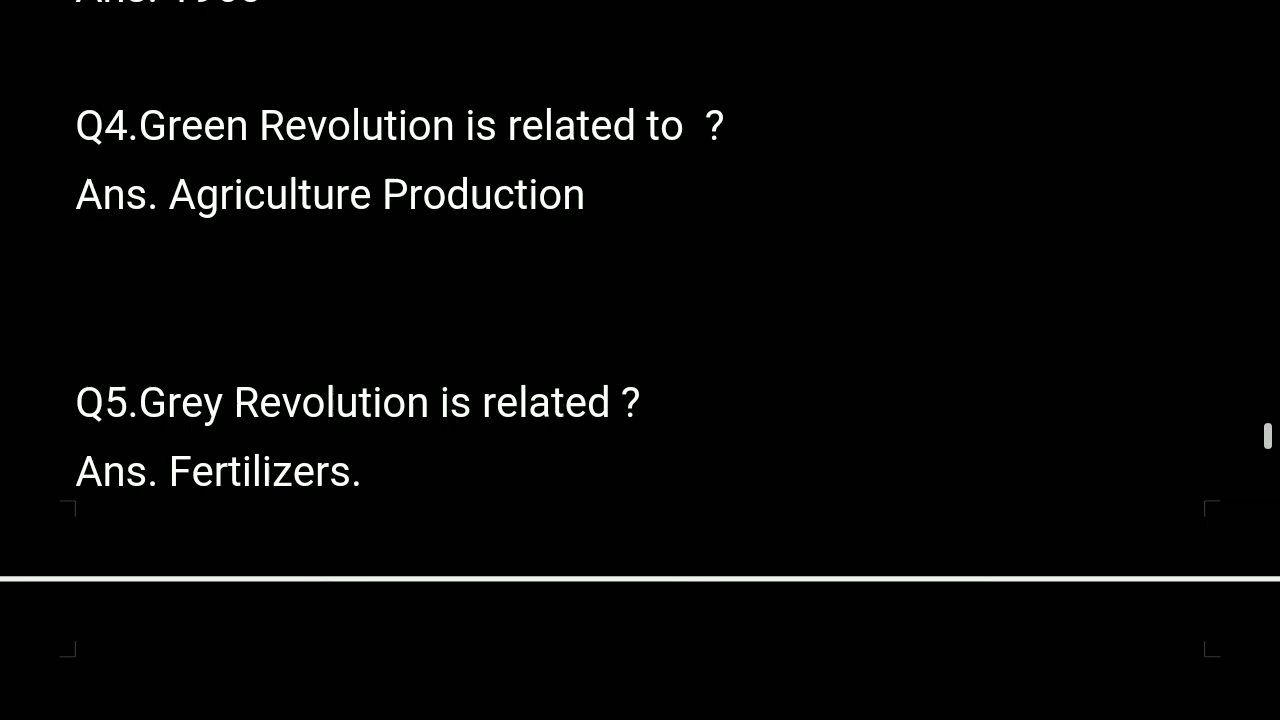 Q4.Green Revolution is related to  ?
Ans. Agriculture Production
Q5.Grey Revolution is related ?
Ans. Fertilizers.